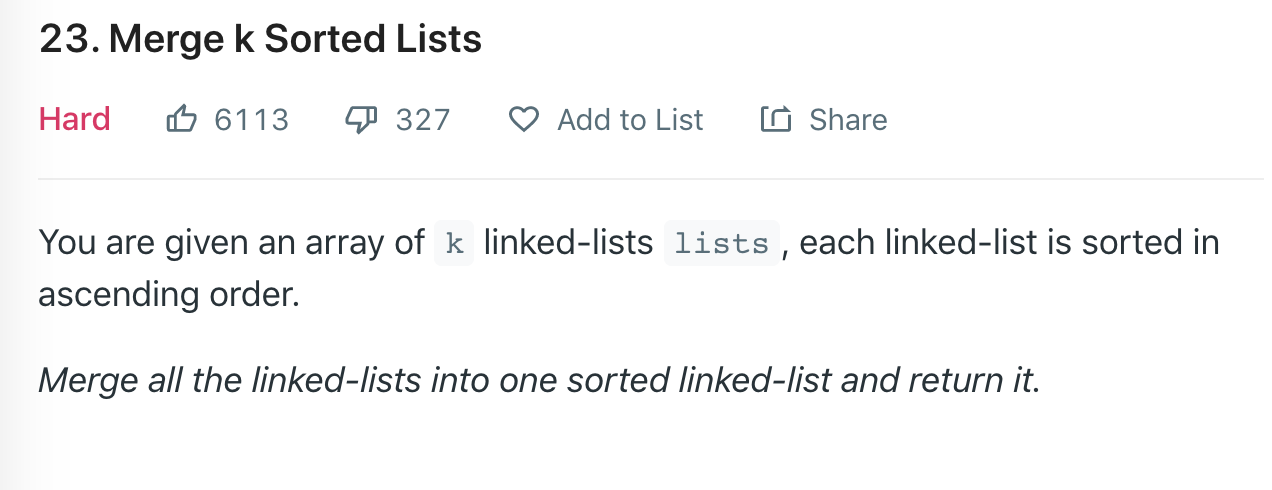 23. Merge k Sorted Lists
Hard 6113 327 Add to List Share
You are given an array of k linked-lists lists, each linked-list is sorted in
ascending order.
Merge all the linked-lists into one sorted linked-list and return it.